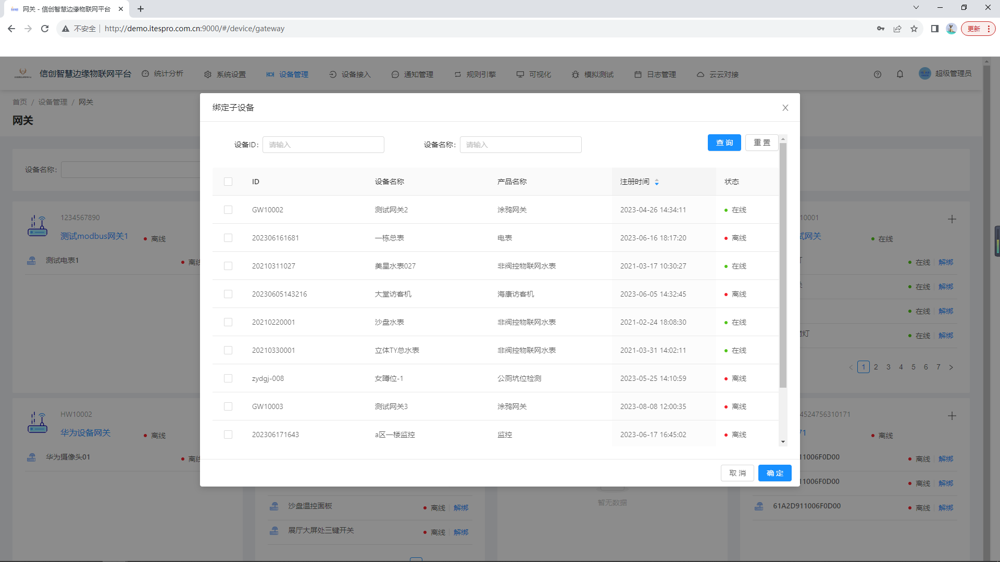 网关 - 信创智慧边缘物联网平台
不安全
http://demo.itespro.com.cn:9000/#/device/gateway
更新
信创智慧边缘物联网平台
统计分析
系统设置
设备管理
设备接入
通知管理
规则引擎
可视化
模拟测试
日志管理
云云对接
超级管理员
首页 / 设备管理 / 网关
网关
设备名称:
绑定子设备
设备ID: 请输入
设备名称: 请输入
查 询
重 置
ID 设备名称 产品名称 注册时间 状态
GW10002 测试网关2 涂鸦网关 2023-04-26 14:34:11 在线
202306161681 一栋总表 电表 2023-06-16 18:17:20 离线
20210311027 美星水表027 非阀控物联网水表 2021-03-17 10:30:27 在线
20230605143216 大堂访客机 海康访客机 2023-06-05 14:32:45 离线
20210220001 沙盘水表 非阀控物联网水表 2021-02-24 18:08:30 在线
20210330001 立体TY总水表 非阀控物联网水表 2021-03-31 14:02:11 在线
zydgj-008 女蹲位-1 公厕坑位检测 2023-05-25 14:10:59 离线
GW10003 测试网关3 涂鸦网关 2023-08-08 12:00:35 离线
202306171643 a区一楼监控 监控 2023-06-17 16:45:02 离线
取 消
确 定
1234567890
测试modbus网关1 离线
测试电表1 离线
10001
试网关 在线
在线 解绑
在线 解绑
在线 解绑
灯 在线 解绑
1 2 3 4 5 6 7
HW10002
华为设备网关 离线
华为摄像头01 离线
沙盘温控面板 离线 解绑
展厅大屏处三键开关 离线 解绑
暂无数据
4524756310171
71 离线
11006F0D00 离线 解绑
11006F0D00 离线 解绑
61A2D911006F0D00 离线 解绑